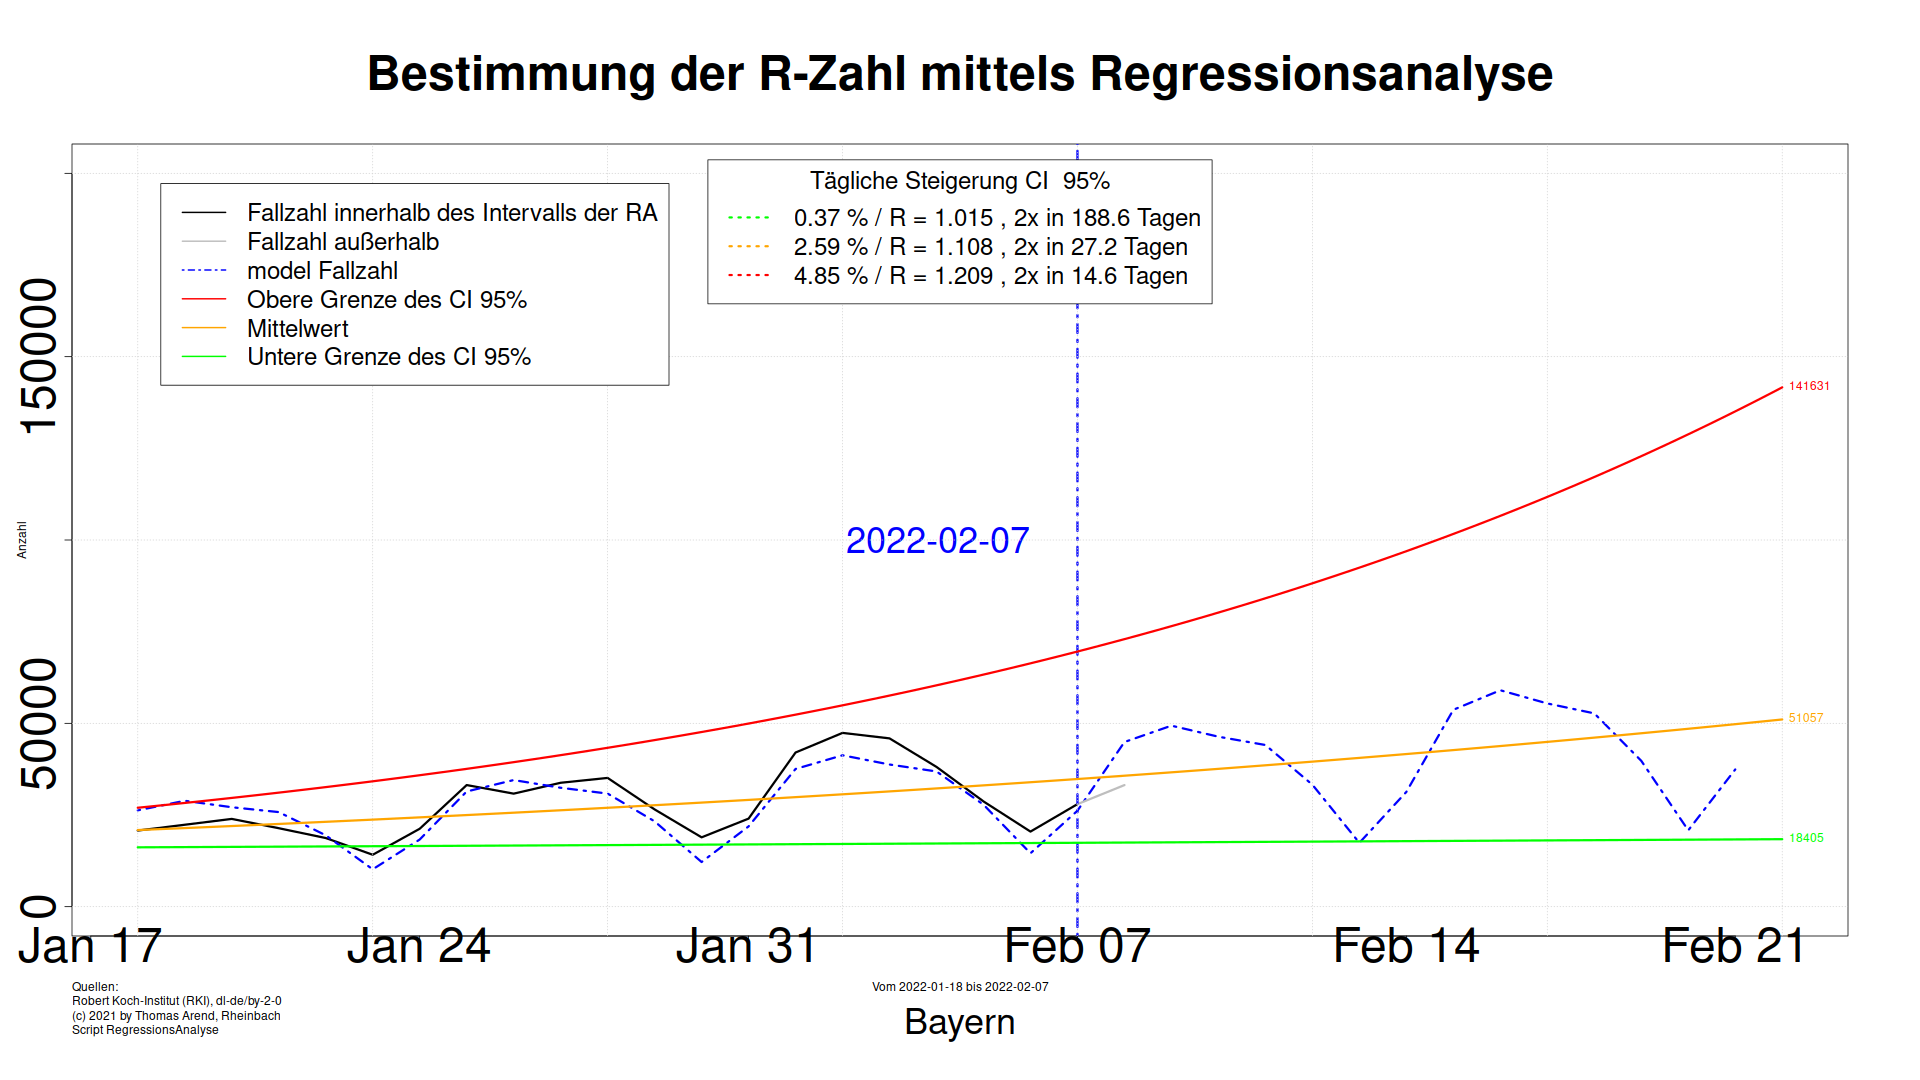 Bestimmung der R-Zahl mittels Regressionsanalyse
Fallzahl innerhalb des Intervalls der RA
Fallzahl außerhalb
model Fallzahl
Obere Grenze des CI 95%
Mittelwert
Untere Grenze des CI 95%
Tägliche Steigerung CI 95%
0.37 % / R = 1.015 , 2x in 188.6 Tagen
2.59 % / R = 1.108 , 2x in 27.2 Tagen
4.85 % / R = 1.209 , 2x in 14.6 Tagen
150000
50000
0
Anzahl
2022-02-07
141631
51057
18405
Jan 17
Jan 24
Jan 31
Feb 07
Feb 14
Feb 21
Quellen:
Robert Koch-Institut (RKI), dl-de/by-2-0
(c) 2021 by Thomas Arend, Rheinbach
Script RegressionsAnalyse
Vom 2022-01-18 bis 2022-02-07
Bayern